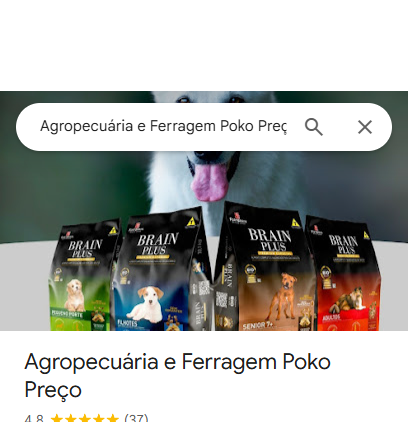 Agropecuária e Ferragem Poko Preç
BRAIN
PLUS
BRAIN
PLUS
BRAIN
PLUS
BRAIN
PLUS
PEQUENO PORTE
FILHOTES
SENIOR 7+
ADULTOS
Agropecuária e Ferragem Poko
Preço
4,8 ★★★★★ (37)